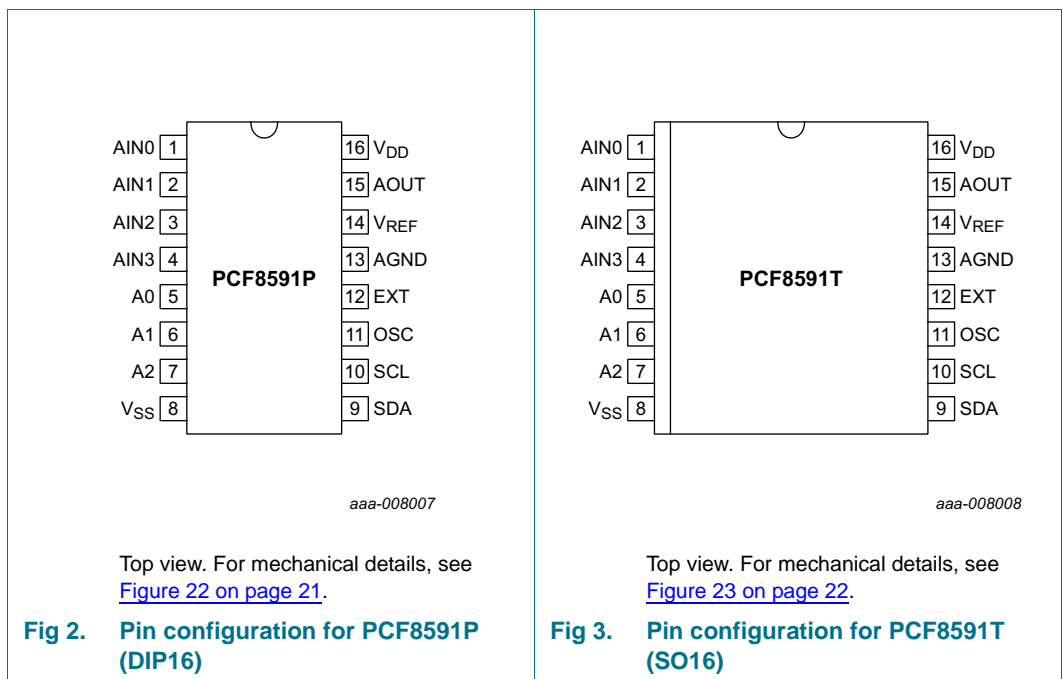 AIN0 1
AIN1 2
AIN2 3
AIN3 4
A0 5
A1 6
A2 7
VSS 8
PCF8591P
16 VDD
15 AOUT
14 VREF
13 AGND
12 EXT
11 OSC
10 SCL
9 SDA
aaa-008007
Top view. For mechanical details, see
Figure 22 on page 21.
Fig 2. Pin configuration for PCF8591P
(DIP16)
AIN0 1
AIN1 2
AIN2 3
AIN3 4
A0 5
A1 6
A2 7
VSS 8
PCF8591T
16 VDD
15 AOUT
14 VREF
13 AGND
12 EXT
11 OSC
10 SCL
9 SDA
aaa-008008
Top view. For mechanical details, see
Figure 23 on page 22.
Fig 3. Pin configuration for PCF8591T
(SO16)